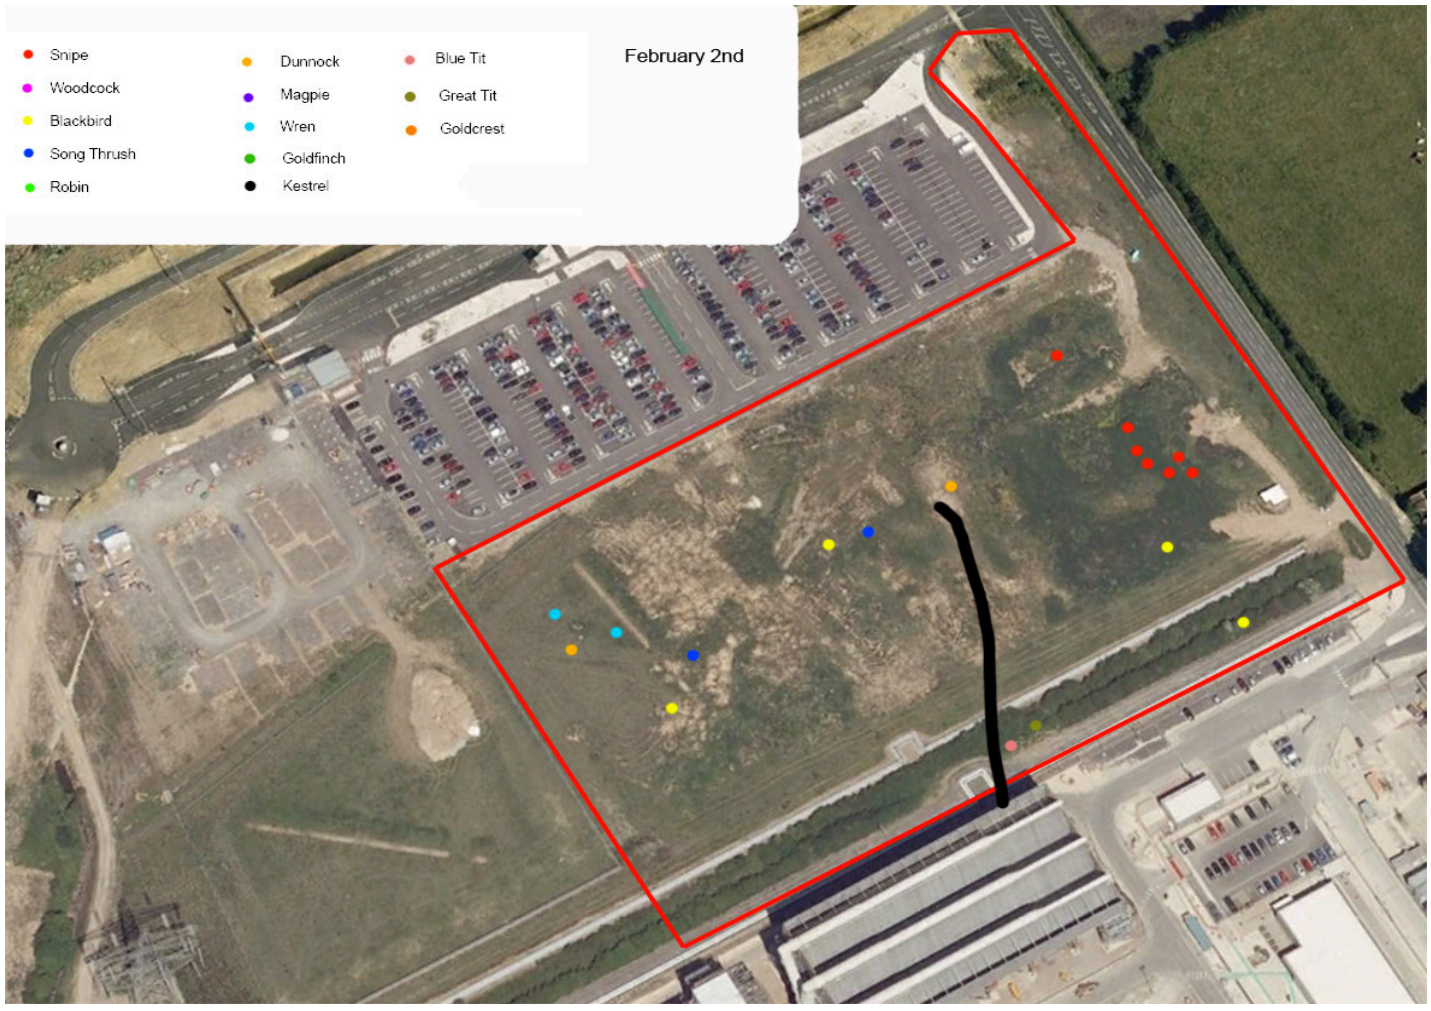 February 2nd
Snipe
Woodcock
Blackbird
Song Thrush
Robin
Dunnock
Magpie
Wren
Goldfinch
Kestrel
Blue Tit
Great Tit
Goldcrest